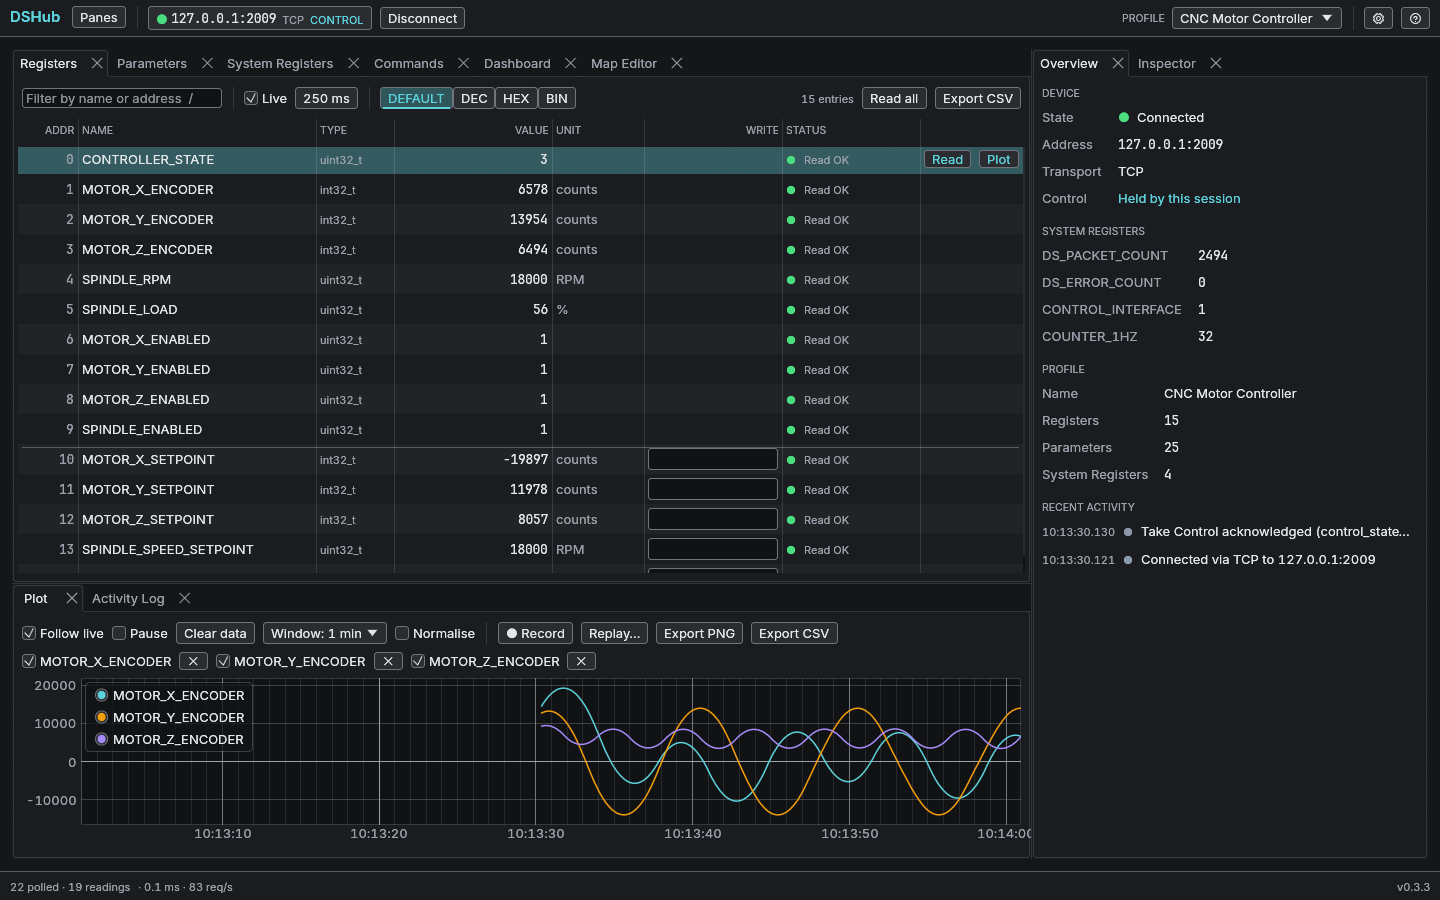 DSHub Panes 127.0.0.1:2009 TCP CONTROL Disconnect PROFILE CNC Motor Controller
Registers Parameters System Registers Commands Dashboard Map Editor
Filter by name or address / Live 250 ms DEFAULT DEC HEX BIN 15 entries Read all Export CSV
ADDR NAME TYPE VALUE UNIT WRITE STATUS
0 CONTROLLER_STATE uint32_t 3 Read OK Read Plot
1 MOTOR_X_ENCODER int32_t 6578 counts Read OK
2 MOTOR_Y_ENCODER int32_t 13954 counts Read OK
3 MOTOR_Z_ENCODER int32_t 6494 counts Read OK
4 SPINDLE_RPM uint32_t 18000 RPM Read OK
5 SPINDLE_LOAD uint32_t 56 % Read OK
6 MOTOR_X_ENABLED uint32_t 1 Read OK
7 MOTOR_Y_ENABLED uint32_t 1 Read OK
8 MOTOR_Z_ENABLED uint32_t 1 Read OK
9 SPINDLE_ENABLED uint32_t 1 Read OK
10 MOTOR_X_SETPOINT int32_t -19897 counts Read OK
11 MOTOR_Y_SETPOINT int32_t 11978 counts Read OK
12 MOTOR_Z_SETPOINT int32_t 8057 counts Read OK
13 SPINDLE_SPEED_SETPOINT uint32_t 18000 RPM Read OK
Plot Activity Log
Follow live Pause Clear data Window: 1 min Normalise Record Replay... Export PNG Export CSV
MOTOR_X_ENCODER MOTOR_Y_ENCODER MOTOR_Z_ENCODER
20000
10000
0
-10000
MOTOR_X_ENCODER
MOTOR_Y_ENCODER
MOTOR_Z_ENCODER
10:13:10 10:13:20 10:13:30 10:13:40 10:13:50 10:14:00
Overview Inspector
DEVICE
State Connected
Address 127.0.0.1:2009
Transport TCP
Control Held by this session
SYSTEM REGISTERS
DS_PACKET_COUNT 2494
DS_ERROR_COUNT 0
CONTROL_INTERFACE 1
COUNTER_1HZ 32
PROFILE
Name CNC Motor Controller
Registers 15
Parameters 25
System Registers 4
RECENT ACTIVITY
10:13:30.130 Take Control acknowledged (control_state...
10:13:30.121 Connected via TCP to 127.0.0.1:2009
22 polled · 19 readings · 0.1 ms · 83 req/s v0.3.3